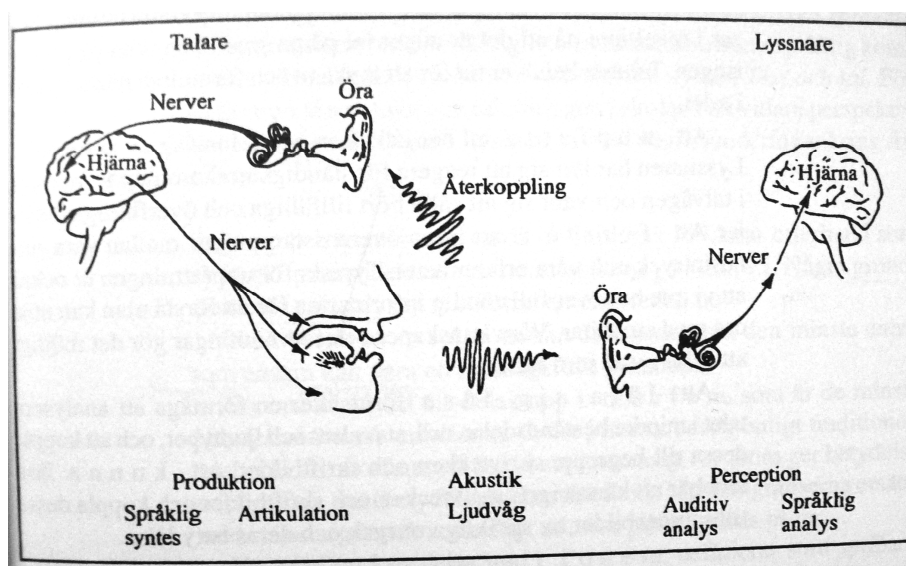 Talare
Lyssnare
Nerver
Öra
Hjärna
Hjärna
Återkoppling
Nerver
Nerver
Öra
Produktion
Akustik
Perception
Språklig
syntes
Artikulation
Ljudvåg
Auditiv
analys
Språklig
analys